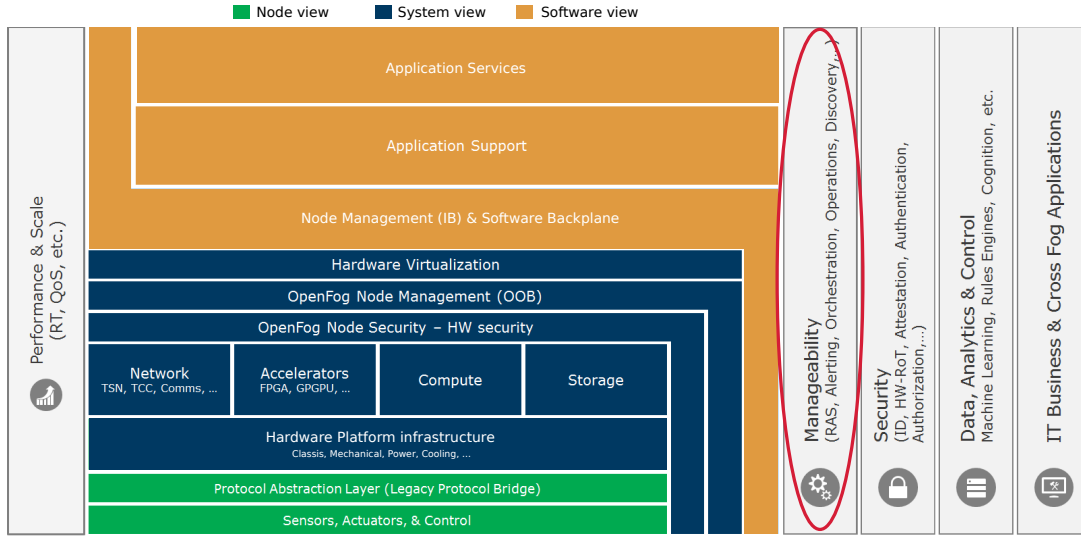 Node view
System view
Software view
Performance & Scale
(RT, QoS, etc.)
Application Services
Application Support
Node Management (IB) & Software Backplane
Hardware Virtualization
OpenFog Node Management (OOB)
OpenFog Node Security – HW security
Network
TSN, TCC, Comms, ...
Accelerators
FPGA, GPGPU, ...
Compute
Storage
Hardware Platform infrastructure
Classis, Mechanical, Power, Cooling, ...
Protocol Abstraction Layer (Legacy Protocol Bridge)
Sensors, Actuators, & Control
Manageability
(RAS, Alerting, Orchestration, Operations, Discovery,..)
Security
(ID, HW-RoT, Attestation, Authentication,
Authorization,...)
Data, Analytics & Control
Machine Learning, Rules Engines, Cognition, etc.
IT Business & Cross Fog Applications